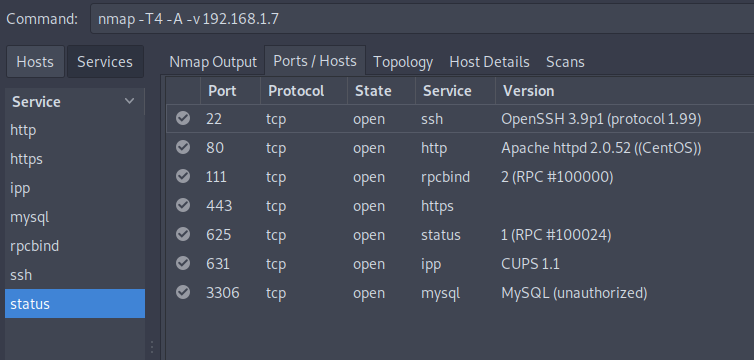 Command: nmap -T4 -A -v 192.168.1.7
Hosts Services Nmap Output Ports / Hosts Topology Host Details Scans
Service
http
https
ipp
mysql
rpcbind
ssh
status
Port Protocol State Service Version
22 tcp open ssh OpenSSH 3.9p1 (protocol 1.99)
80 tcp open http Apache httpd 2.0.52 ((CentOS))
111 tcp open rpcbind 2 (RPC #100000)
443 tcp open https
625 tcp open status 1 (RPC #100024)
631 tcp open ipp CUPS 1.1
3306 tcp open mysql MySQL (unauthorized)